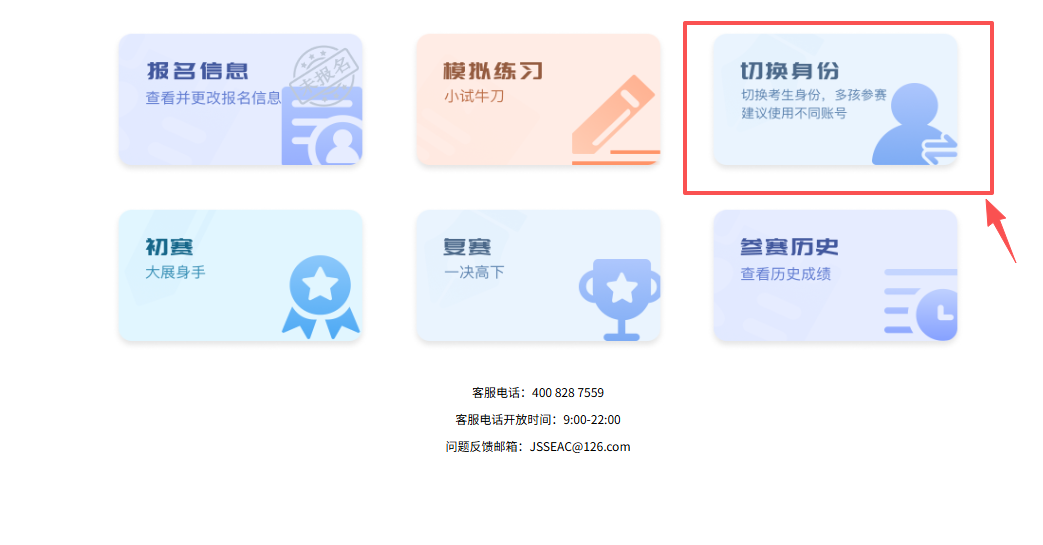 报名信息
查看并更改报名信息
去报名
模拟练习
小试牛刀
切换身份
切换考生身份，多孩参赛
建议使用不同账号
初赛
大展身手
复赛
一决高下
参赛历史
查看历史成绩
客服电话：400 828 7559
客服电话开放时间：9:00-22:00
问题反馈邮箱：JSSEAC@126.com